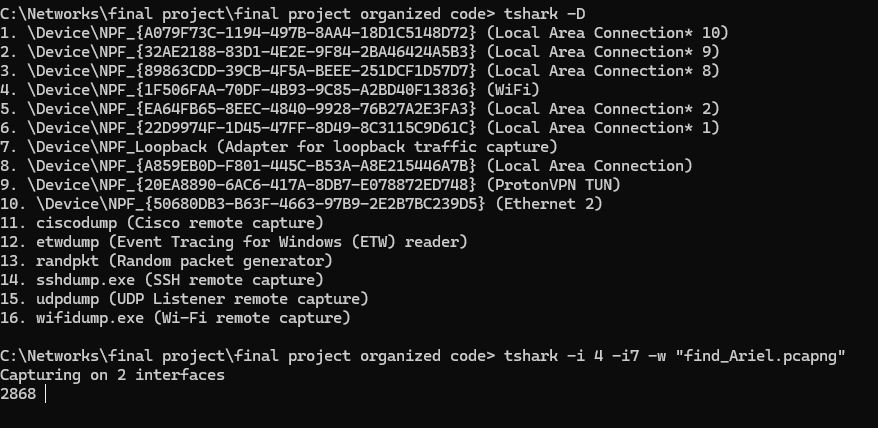 C:\Networks\final project\final project organized code> tshark -D
1. \Device\NPF_{A079F73C-1194-497B-8AA4-18D1C5148D72} (Local Area Connection* 10)
2. \Device\NPF_{32AE2188-83D1-4E2E-9F84-2BA46424A5B3} (Local Area Connection* 9)
3. \Device\NPF_{89863CDD-39CB-4F5A-BEEE-251DCF1D57D7} (Local Area Connection* 8)
4. \Device\NPF_{1F506FAA-70DF-4B93-9C85-A2BD40F13836} (WiFi)
5. \Device\NPF_{EA64FB65-8EEC-4840-9928-76B27A2E3FA3} (Local Area Connection* 2)
6. \Device\NPF_{22D9974F-1D45-47FF-8D49-8C3115C9D61C} (Local Area Connection* 1)
7. \Device\NPF_Loopback (Adapter for loopback traffic capture)
8. \Device\NPF_{A859EB0D-F801-445C-B53A-A8E215446A7B} (Local Area Connection)
9. \Device\NPF_{20EA8890-6AC6-417A-8DB7-E078872ED748} (ProtonVPN TUN)
10. \Device\NPF_{50680DB3-B63F-4663-97B9-2E2B7BC239D5} (Ethernet 2)
11. ciscodump (Cisco remote capture)
12. etwdump (Event Tracing for Windows (ETW) reader)
13. randpkt (Random packet generator)
14. sshdump.exe (SSH remote capture)
15. udpdump (UDP Listener remote capture)
16. wifidump.exe (Wi-Fi remote capture)
C:\Networks\final project\final project organized code> tshark -i 4 -i7 -w "find_Ariel.pcapng"
Capturing on 2 interfaces
2868